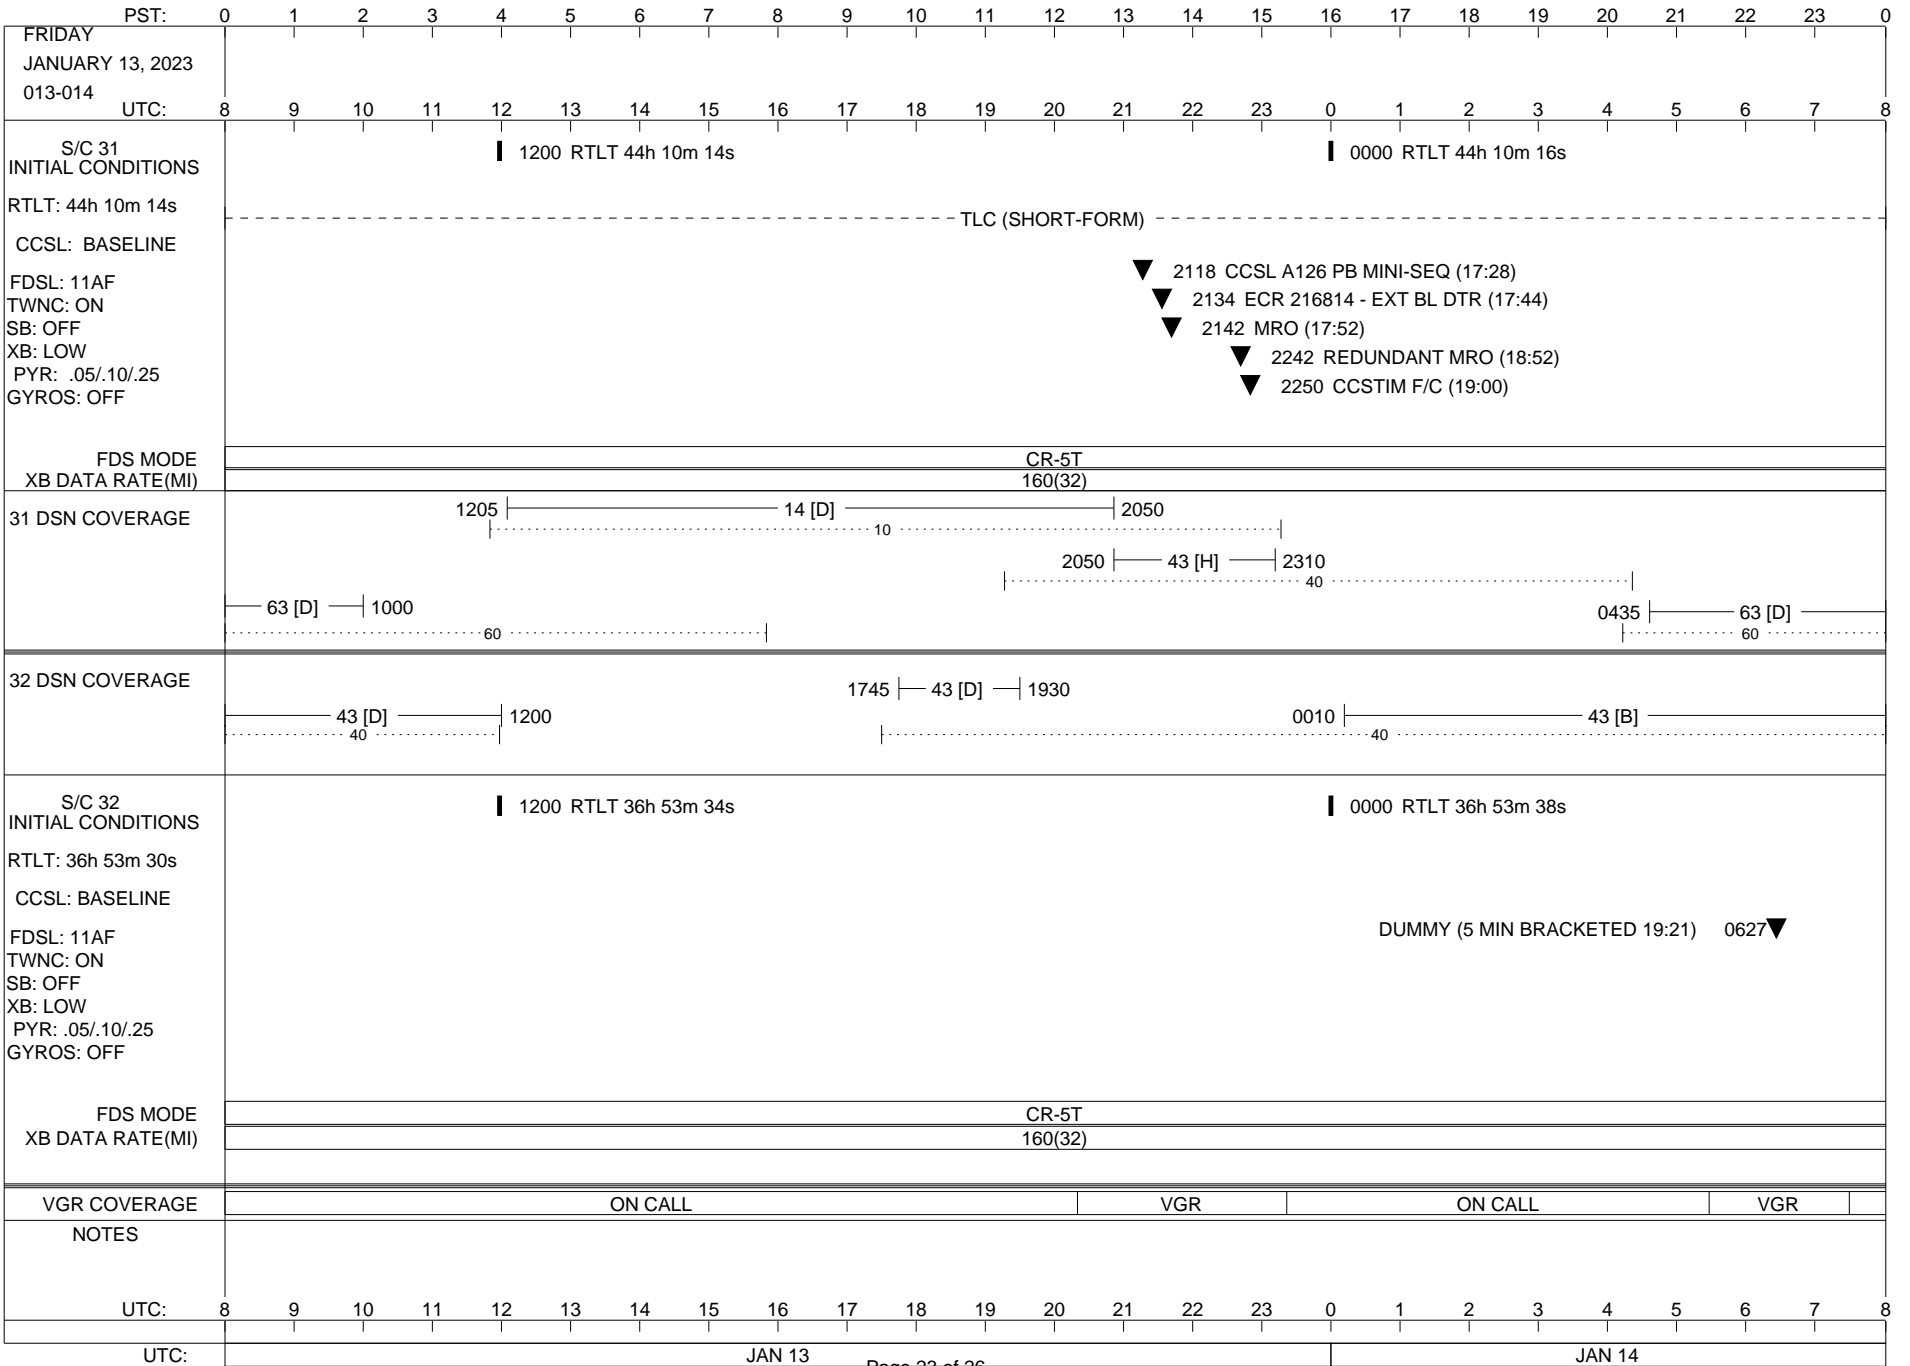 PST: 0 1 2 3 4 5 6 7 8 9 10 11 12 13 14 15 16 17 18 19 20 21 22 23 0
FRIDAY
JANUARY 13, 2023
013-014
UTC: 8 9 10 11 12 13 14 15 16 17 18 19 20 21 22 23 0 1 2 3 4 5 6 7 8
S/C 31
INITIAL CONDITIONS
1200 RTLT 44h 10m 14s
0000 RTLT 44h 10m 16s
RTLT: 44h 10m 14s
TLC (SHORT-FORM)
CCSL: BASELINE
FDSL: 11AF
TWNC: ON
SB: OFF
XB: LOW
PYR: .05/.10/.25
GYROS: OFF
2118 CCSL A126 PB MINI-SEQ (17:28)
2134 ECR 216814 - EXT BL DTR (17:44)
2142 MRO (17:52)
2242 REDUNDANT MRO (18:52)
2250 CCSTIM F/C (19:00)
FDS MODE CR-5T
XB DATA RATE(MI) 160(32)
31 DSN COVERAGE
1205 14 [D] 2050
10
2050 43 [H] 2310
40
63 [D] 1000
0435 63 [D]
60
60
32 DSN COVERAGE
1745 43 [D] 1930
43 [D] 1200
0010 43 [B]
40
40
S/C 32
INITIAL CONDITIONS
1200 RTLT 36h 53m 34s
0000 RTLT 36h 53m 38s
RTLT: 36h 53m 30s
CCSL: BASELINE
DUMMY (5 MIN BRACKETED 19:21) 0627
FDSL: 11AF
TWNC: ON
SB: OFF
XB: LOW
PYR: .05/.10/.25
GYROS: OFF
FDS MODE CR-5T
XB DATA RATE(MI) 160(32)
VGR COVERAGE ON CALL VGR ON CALL VGR
NOTES
UTC: 8 9 10 11 12 13 14 15 16 17 18 19 20 21 22 23 0 1 2 3 4 5 6 7 8
UTC: JAN 13 JAN 14
Page 23 of 26